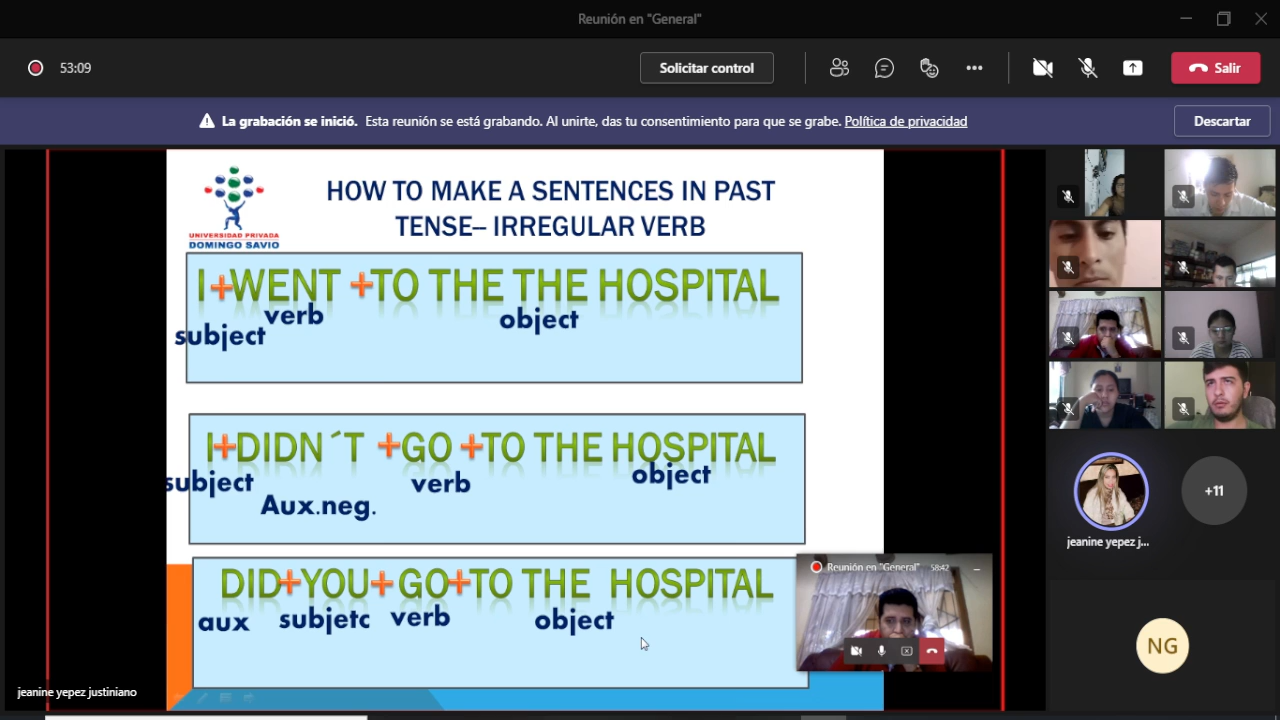 Reunión en "General"
53:09
Solicitar control
Salir
La grabación se inició. Esta reunión se está grabando. Al unirte, das tu consentimiento para que se grabe. Política de privacidad
Descartar
UNIVERSIDAD PRIVADA
DOMINGO SAVIO
HOW TO MAKE A SENTENCES IN PAST
TENSE– IRREGULAR VERB
I+WENT +TO THE THE HOSPITAL
subject verb object
I+DIDN´T +GO +TO THE HOSPITAL
subject Aux.neg. verb object
DID+YOU+GO+TO THE HOSPITAL
aux subjetc verb object
Reunión en "General" 58:42
jeanine yepez j...
+11
NG
jeanine yepez justiniano